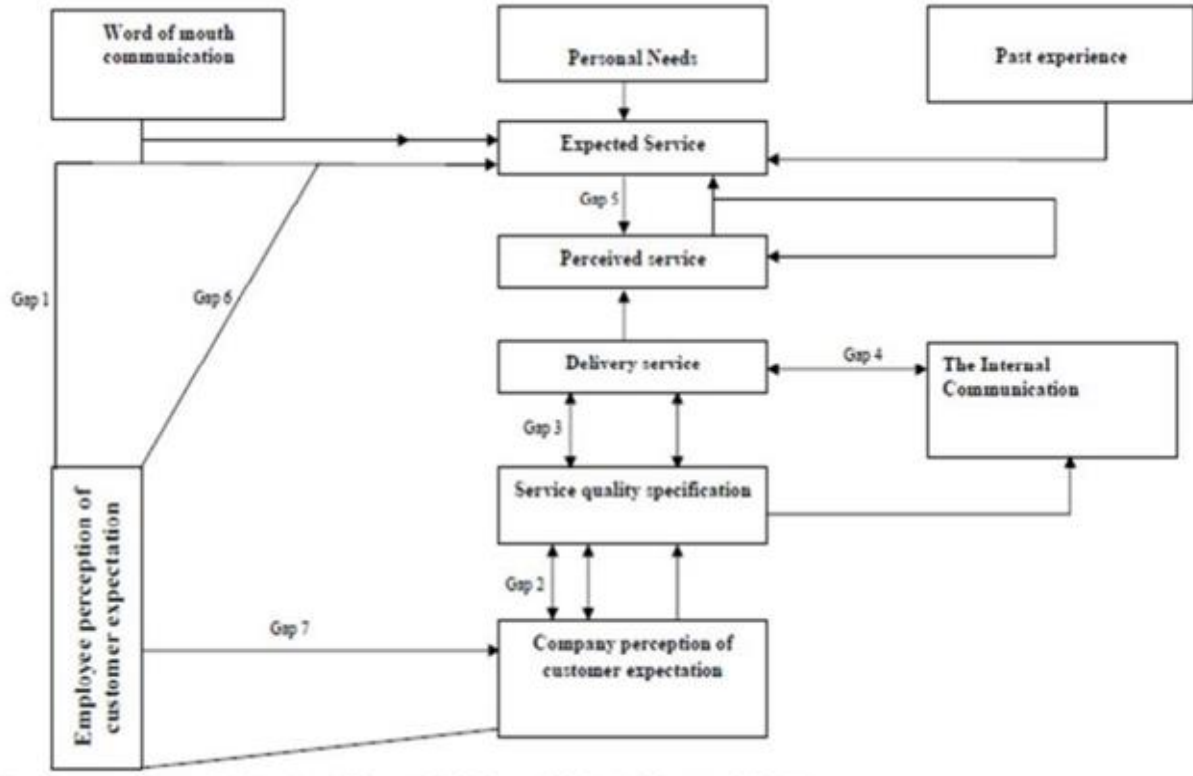 Word of mouth
communication
Personal Needs
Past experience
Expected Service
Gap 5
Perceived service
Gap 1
Gap 6
Delivery service
Gap 4
The Internal
Communication
Gap 3
Service quality specification
Employee perception of
customer expectation
Gap 2
Gap 7
Company perception of
customer expectation